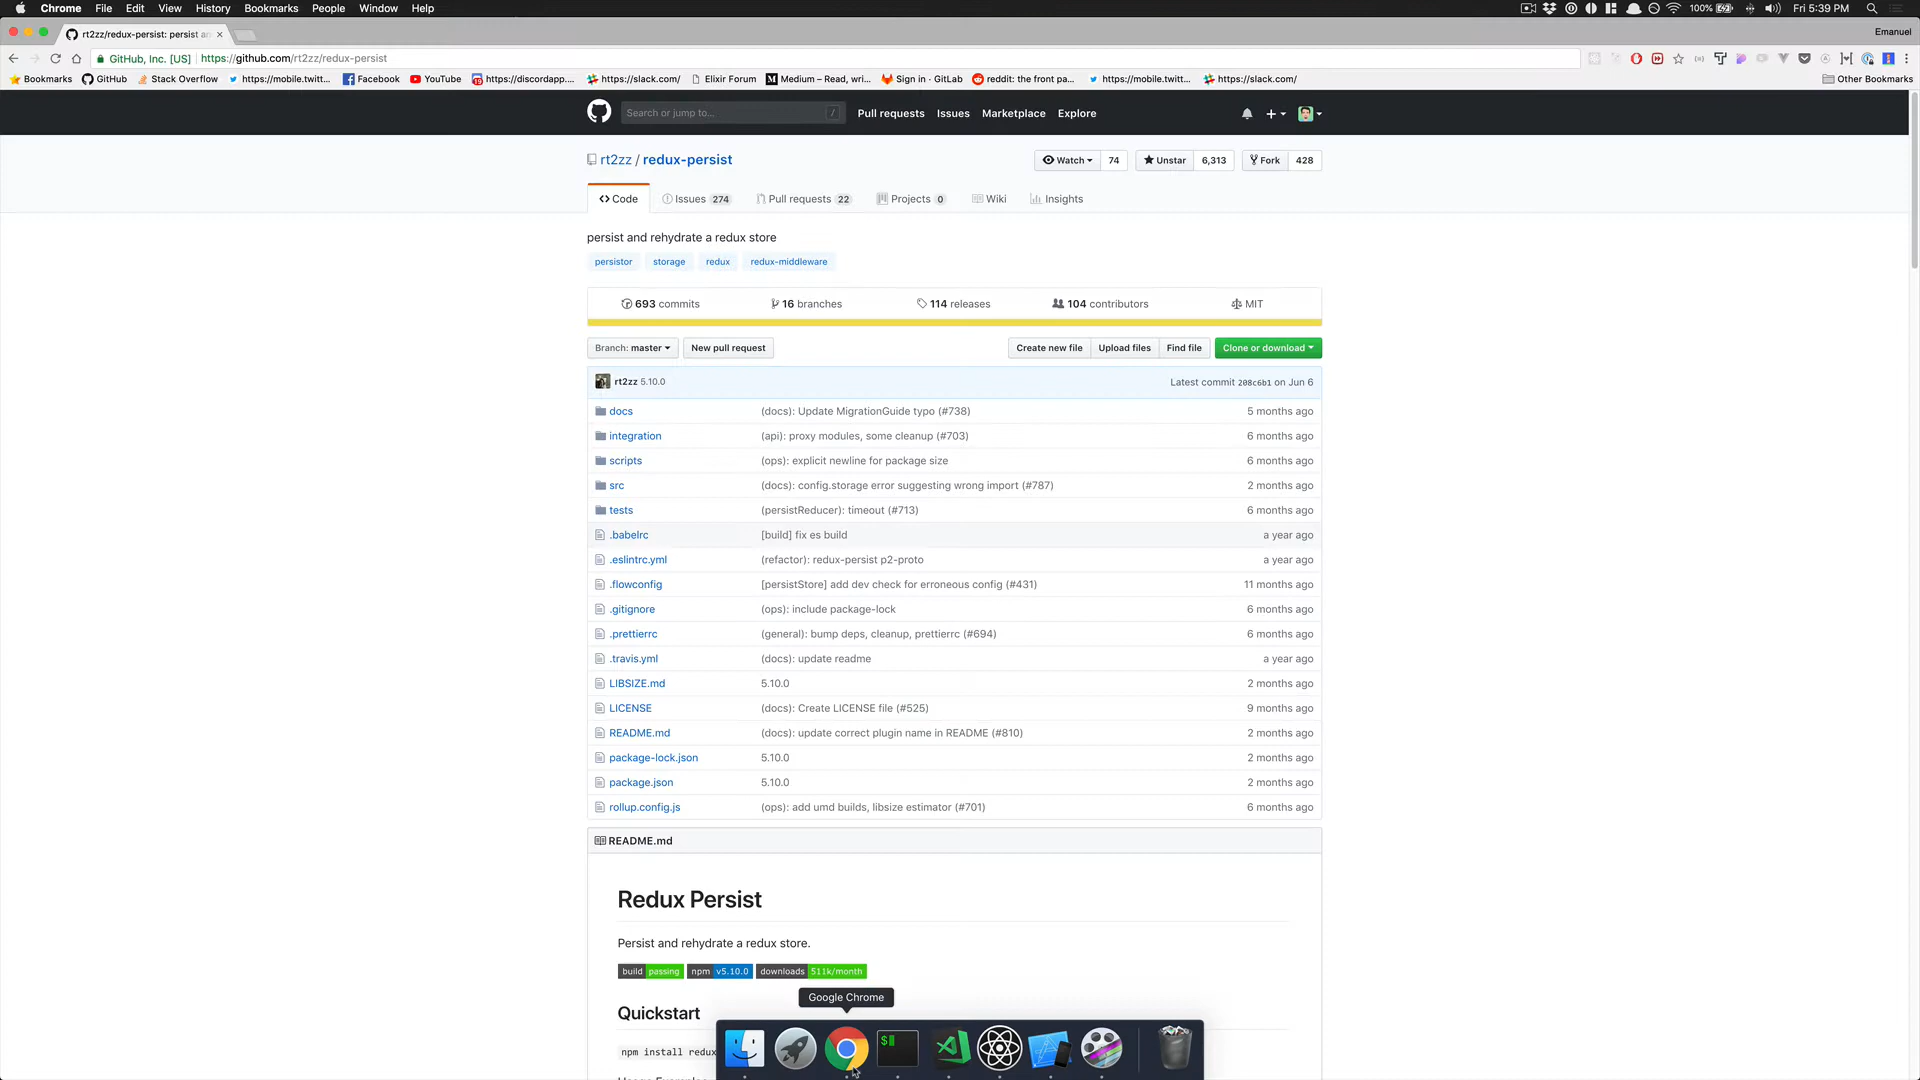 Chrome File Edit View History Bookmarks People Window Help 100% Fri 5:39 PM
rt2zz/redux-persist: persist an × Emanuel
GitHub, Inc. [US] https://github.com/rt2zz/redux-persist
Bookmarks GitHub Stack Overflow https://mobile.twitt... Facebook YouTube https://discordapp.... https://slack.com/ Elixir Forum Medium – Read, wri... Sign in · GitLab reddit: the front pa... https://mobile.twitt... https://slack.com/ Other Bookmarks
Search or jump to... / Pull requests Issues Marketplace Explore
rt2zz / redux-persist Watch 74 Unstar 6,313 Fork 428
Code Issues 274 Pull requests 22 Projects 0 Wiki Insights
persist and rehydrate a redux store
persistor storage redux redux-middleware
693 commits 16 branches 114 releases 104 contributors MIT
Branch: master New pull request Create new file Upload files Find file Clone or download
rt2zz 5.10.0 Latest commit 208c6b1 on Jun 6
docs (docs): Update MigrationGuide typo (#738) 5 months ago
integration (api): proxy modules, some cleanup (#703) 6 months ago
scripts (ops): explicit newline for package size 6 months ago
src (docs): config.storage error suggesting wrong import (#787) 2 months ago
tests (persistReducer): timeout (#713) 6 months ago
.babelrc [build] fix es build a year ago
.eslintrc.yml (refactor): redux-persist p2-proto a year ago
.flowconfig [persistStore] add dev check for erroneous config (#431) 11 months ago
.gitignore (ops): include package-lock 6 months ago
.prettierrc (general): bump deps, cleanup, prettierrc (#694) 6 months ago
.travis.yml (docs): update readme a year ago
LIBSIZE.md 5.10.0 2 months ago
LICENSE (docs): Create LICENSE file (#525) 9 months ago
README.md (docs): update correct plugin name in README (#810) 2 months ago
package-lock.json 5.10.0 2 months ago
package.json 5.10.0 2 months ago
rollup.config.js (ops): add umd builds, libsize estimator (#701) 6 months ago
README.md
Redux Persist
Persist and rehydrate a redux store.
build passing npm v5.10.0 downloads 511k/month
Google Chrome
Quickstart
npm install redux